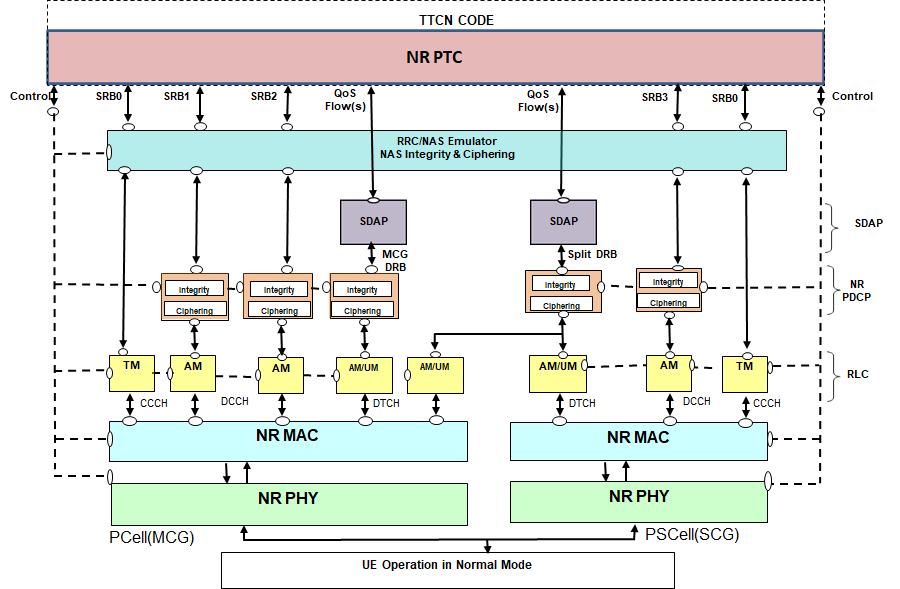 TTCN CODE
NR PTC
Control
SRB0
SRB1
SRB2
QoS
Flow(s)
QoS
Flow(s)
SRB3
SRB0
Control
RRC/NAS Emulator
NAS Integrity & Ciphering
SDAP
SDAP
SDAP
MCG
DRB
Split DRB
Integrity
Ciphering
Integrity
Ciphering
Integrity
Ciphering
Integrity
Ciphering
Integrity
Ciphering
NR
PDCP
TM
AM
AM
AM/UM
AM/UM
AM/UM
AM
TM
RLC
CCCH
DCCH
DTCH
DTCH
DCCH
CCCH
NR MAC
NR MAC
NR PHY
NR PHY
PCell(MCG)
PSCell(SCG)
UE Operation in Normal Mode